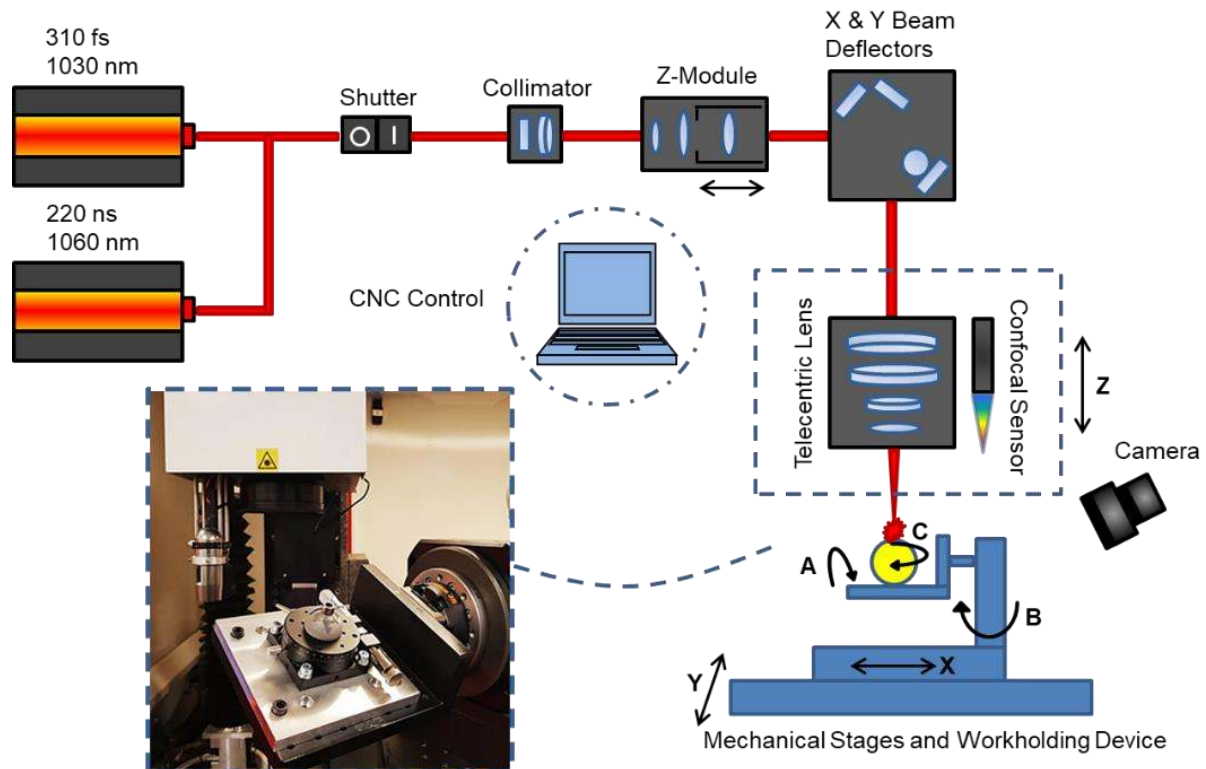 310 fs
1030 nm
Shutter
Collimator
Z-Module
X & Y Beam
Deflectors
220 ns
1060 nm
CNC Control
Telecentric Lens
Confocal Sensor
Z
Camera
C
A
B
X
Y
Mechanical Stages and Workholding Device